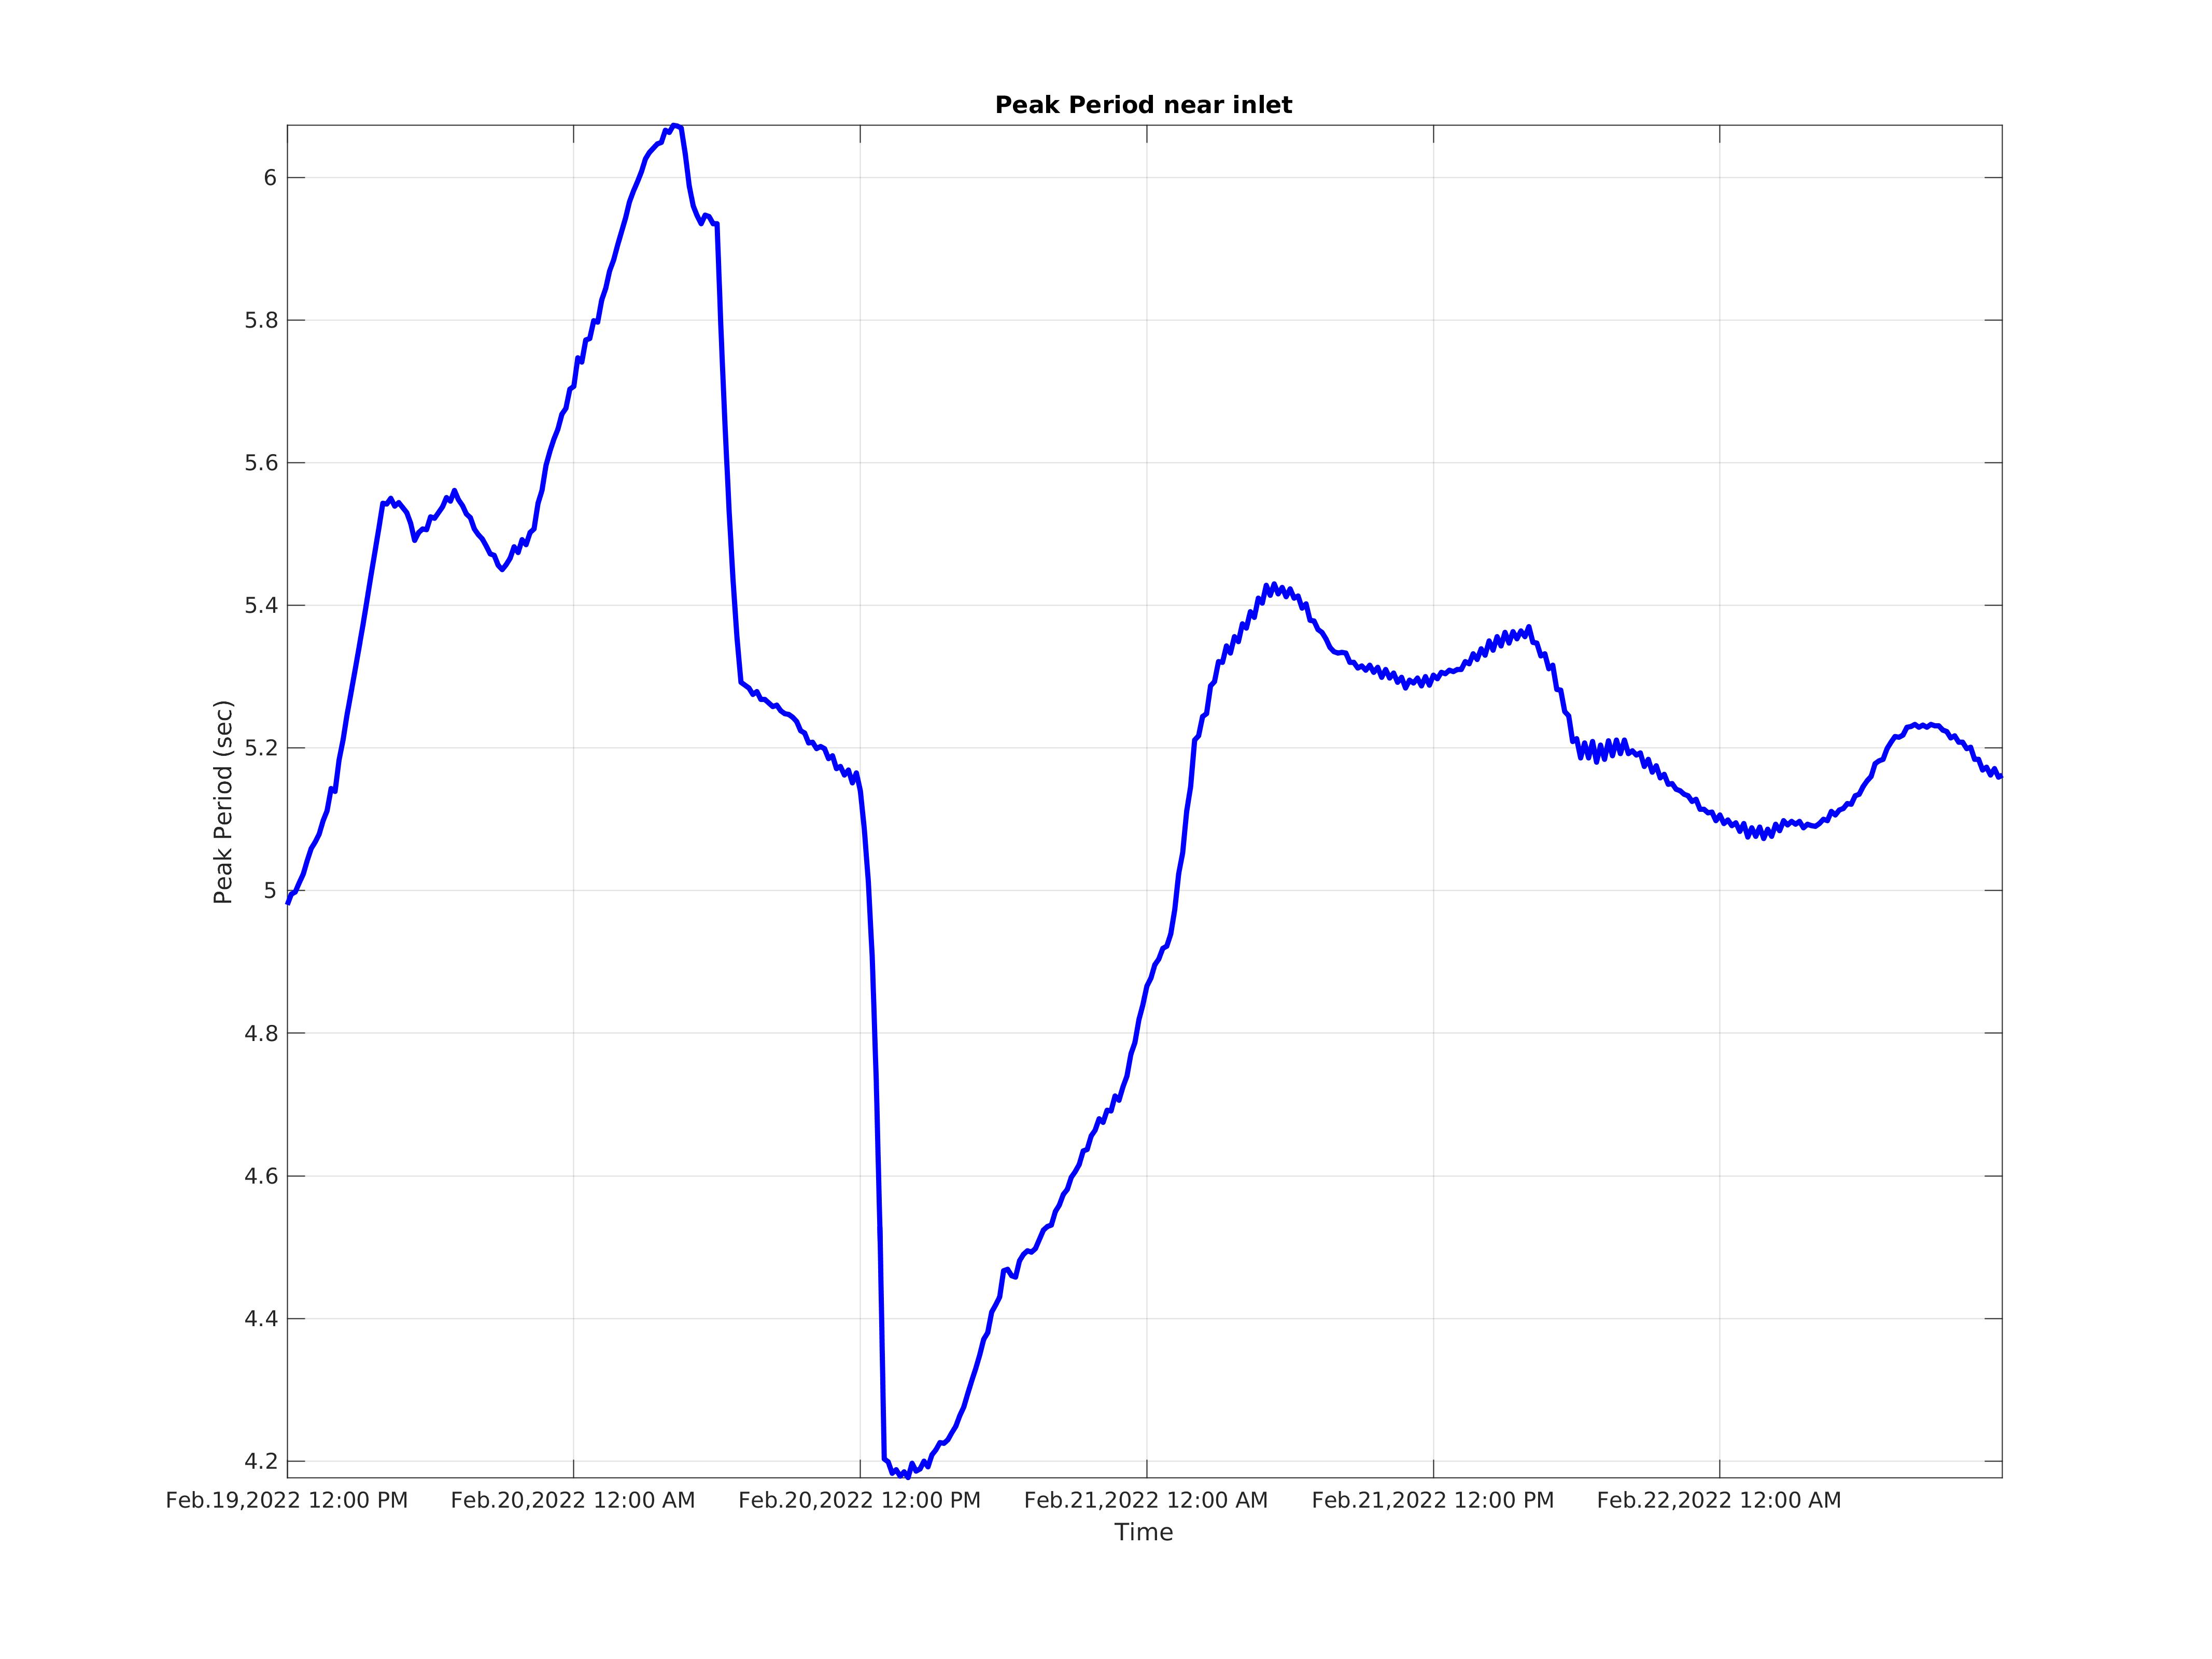 Peak Period near inlet
Peak Period (sec)
6
5.8
5.6
5.4
5.2
5
4.8
4.6
4.4
4.2
Feb.19,2022 12:00 PM Feb.20,2022 12:00 AM Feb.20,2022 12:00 PM Feb.21,2022 12:00 AM Feb.21,2022 12:00 PM Feb.22,2022 12:00 AM
Time